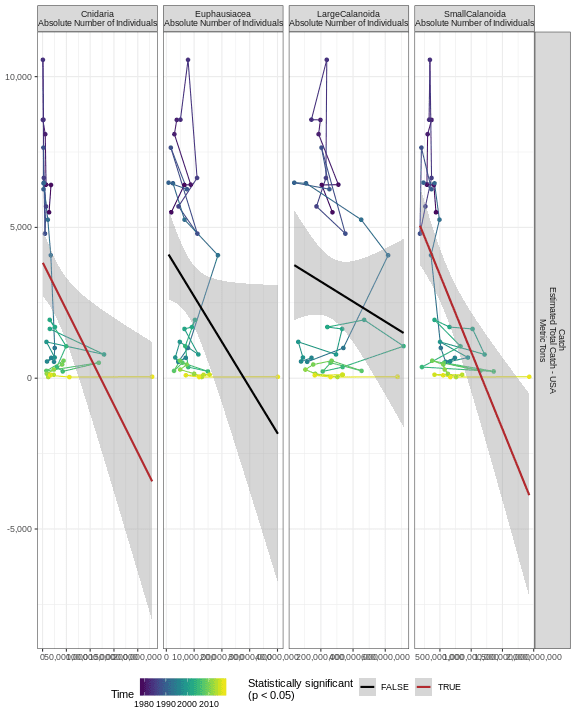 Cnidaria
Absolute Number of Individuals
Euphausiacea
Absolute Number of Individuals
LargeCalanoida
Absolute Number of Individuals
SmallCalanoida
Absolute Number of Individuals
Catch
Estimated Total Catch - USA
Metric Tons
10,000
5,000
0
-5,000
Time
1980 1990 2000 2010
Statistically significant
(p < 0.05)
FALSE
TRUE